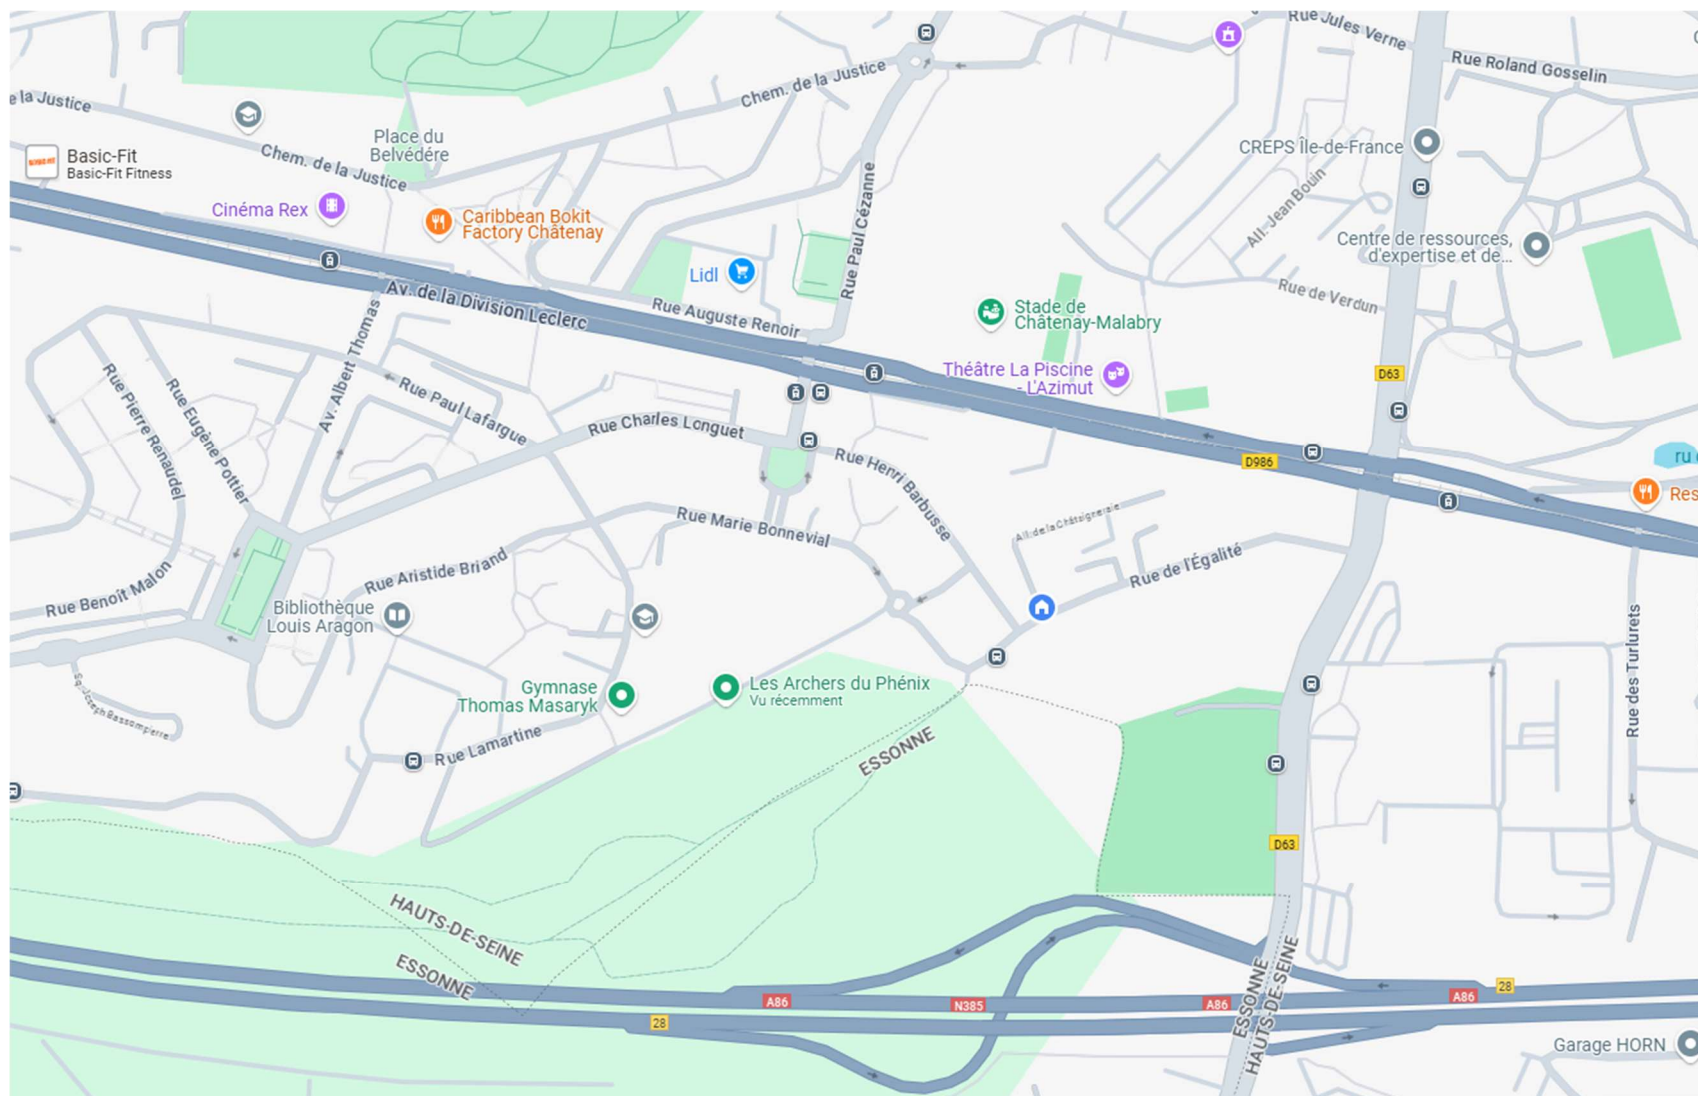 Rue Jules Verne
Rue Roland Gosselin
Chem. de la Justice
e la Justice
Place du
Belvédére
Chem. de la Justice
Basic-Fit
Basic-Fit Fitness
CREPS Île-de-France
Cinéma Rex
Caribbean Bokit
Factory Châtenay
Rue Paul Cézanne
All. Jean Bouin
Centre de ressources,
d'expertise et de...
Lidl
Rue de Verdun
Av. de la Division Leclerc
Rue Auguste Renoir
Stade de
Châtenay-Malabry
Théâtre La Piscine
- L'Azimut
D63
Av. Albert Thomas
Rue Pierre Renaudel
Rue Eugène Pottier
Rue Paul Lafargue
Rue Charles Longuet
Rue Henri Barbusse
D986
ru
Res
Rue Marie Bonnevial
All. de la Châtaigneraie
Rue de l'Égalité
Rue Aristide Briand
Rue Benoît Malon
Bibliothèque
Louis Aragon
Rue des Turlurets
Sq. Joseph Bassompierre
Gymnase
Thomas Masaryk
Les Archers du Phénix
Vu récemment
Rue Lamartine
ESSONNE
D63
HAUTS-DE-SEINE
ESSONNE
ESSONNE
HAUTS-DE-SEINE
A86
N385
A86
A86
28
28
Garage HORN